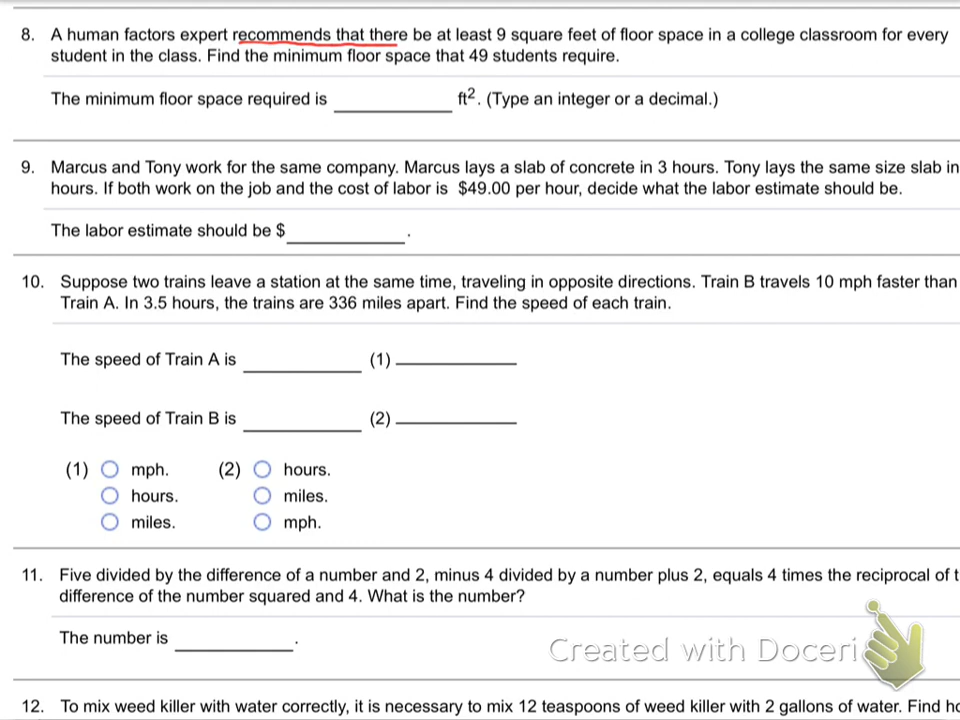 8. A human factors expert recommends that there be at least 9 square feet of floor space in a college classroom for every
student in the class. Find the minimum floor space that 49 students require.
The minimum floor space required is ft². (Type an integer or a decimal.)
9. Marcus and Tony work for the same company. Marcus lays a slab of concrete in 3 hours. Tony lays the same size slab in
hours. If both work on the job and the cost of labor is $49.00 per hour, decide what the labor estimate should be.
The labor estimate should be $ .
10. Suppose two trains leave a station at the same time, traveling in opposite directions. Train B travels 10 mph faster than
Train A. In 3.5 hours, the trains are 336 miles apart. Find the speed of each train.
The speed of Train A is (1)
The speed of Train B is (2)
(1) mph. (2) hours.
hours. miles.
miles. mph.
11. Five divided by the difference of a number and 2, minus 4 divided by a number plus 2, equals 4 times the reciprocal of
difference of the number squared and 4. What is the number?
The number is .
Created with Doceri
12. To mix weed killer with water correctly, it is necessary to mix 12 teaspoons of weed killer with 2 gallons of water. Find